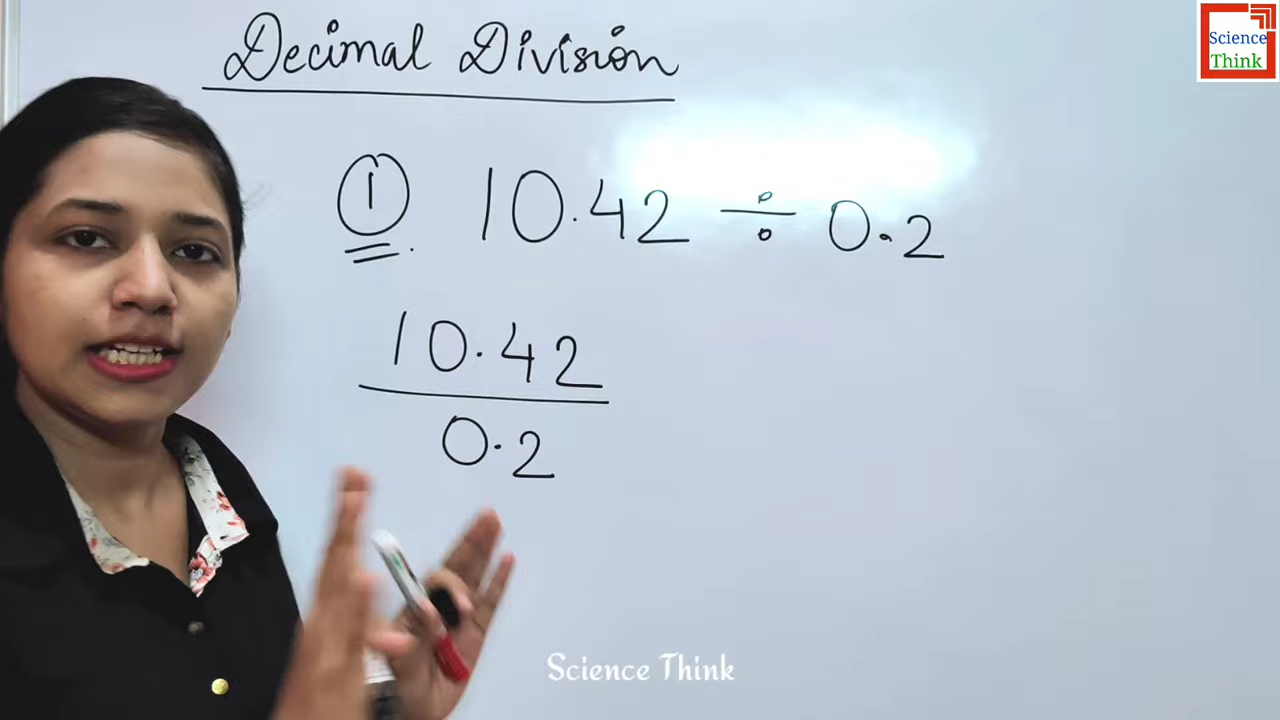 Decimal Division
Science
Think
1 10.42 ÷ 0.2
10.42
0.2
Science Think